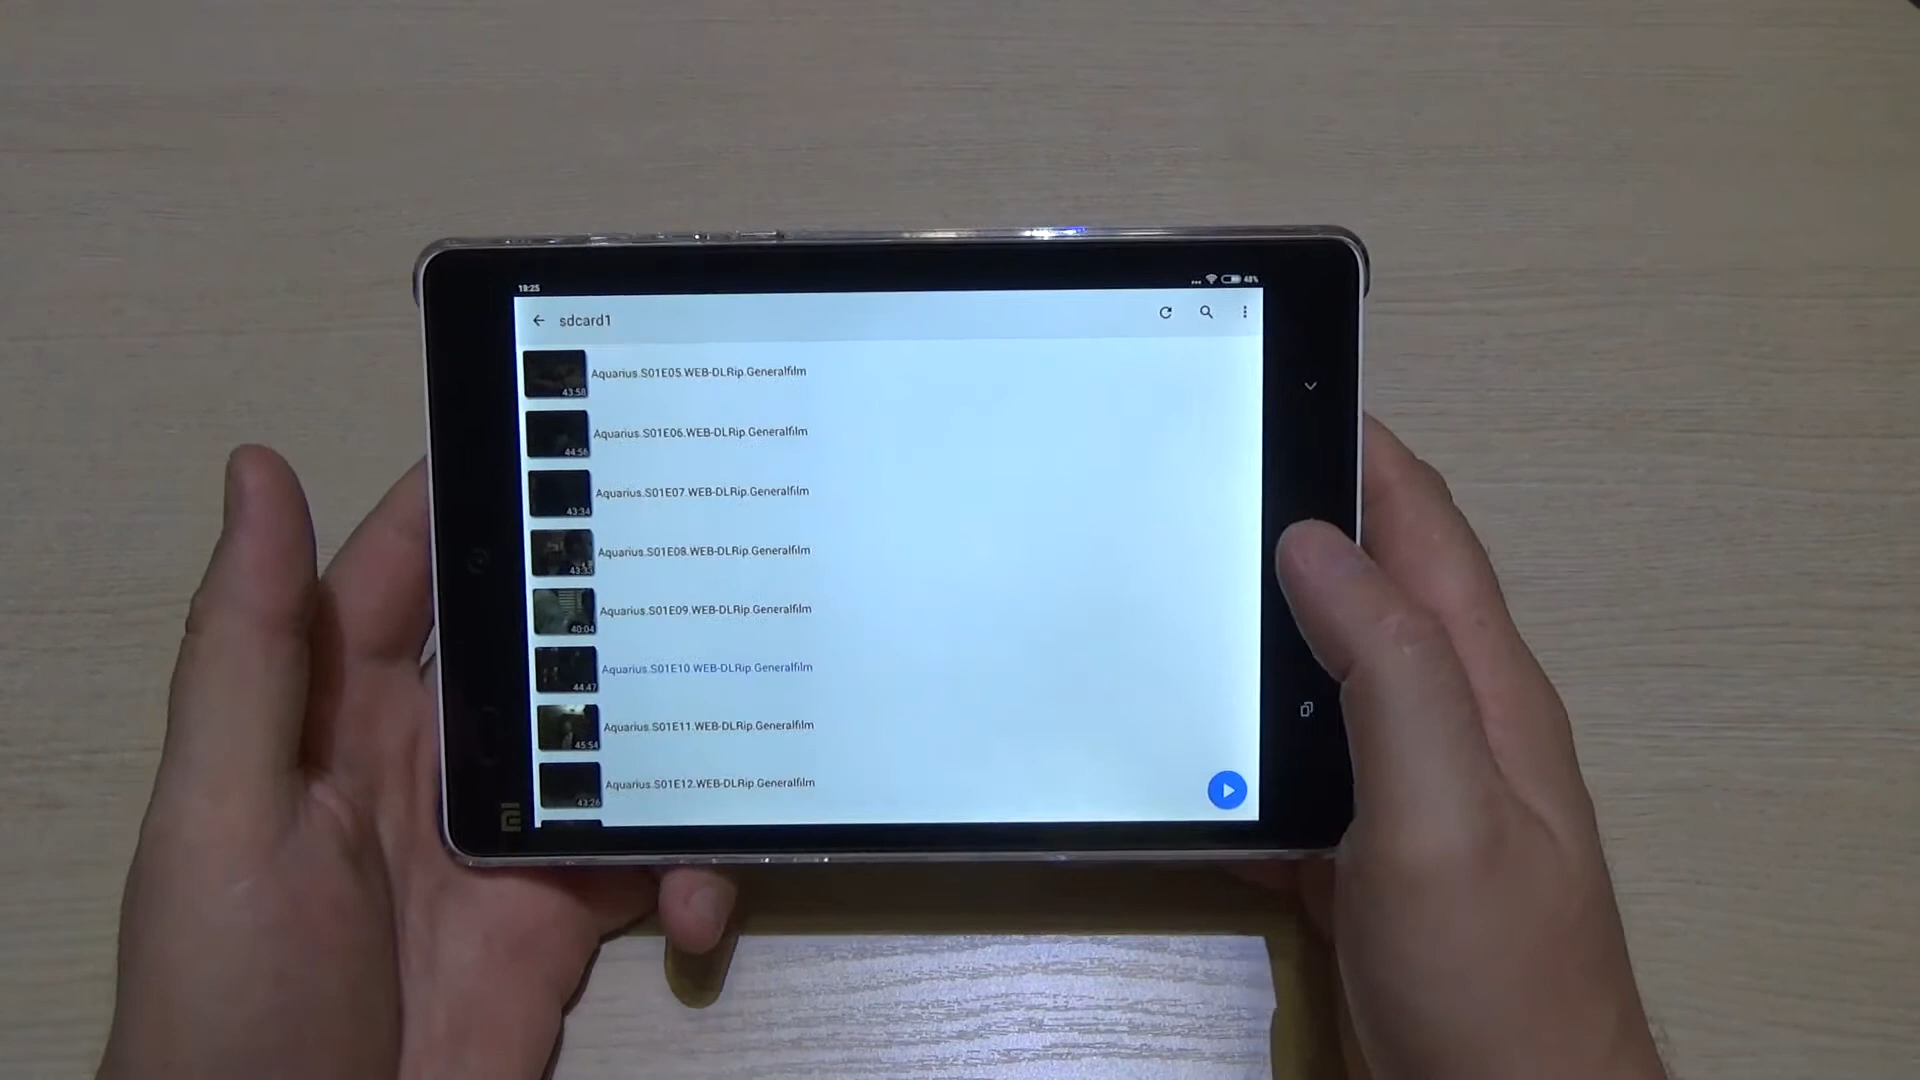 18:25
48%
sdcard1
Aquarius.S01E05.WEB-DLRip.Generalfilm
43:58
Aquarius.S01E06.WEB-DLRip.Generalfilm
44:56
Aquarius.S01E07.WEB-DLRip.Generalfilm
43:34
Aquarius.S01E08.WEB-DLRip.Generalfilm
43:33
Aquarius.S01E09.WEB-DLRip.Generalfilm
40:04
Aquarius.S01E10.WEB-DLRip.Generalfilm
44:47
Aquarius.S01E11.WEB-DLRip.Generalfilm
45:54
Aquarius.S01E12.WEB-DLRip.Generalfilm
43:26
mi